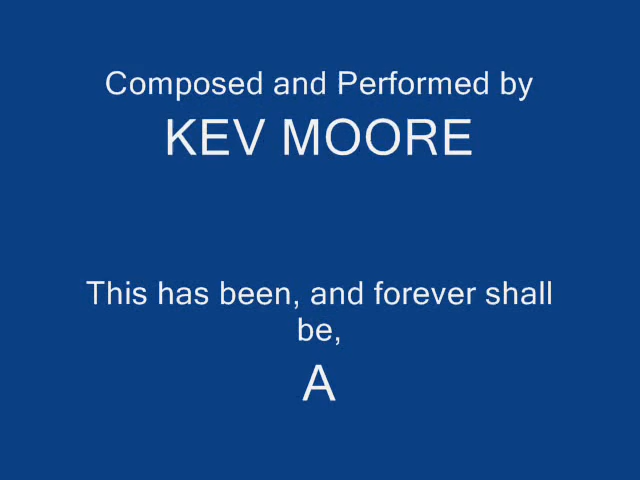 Composed and Performed by
KEV MOORE
This has been, and forever shall
be,
A